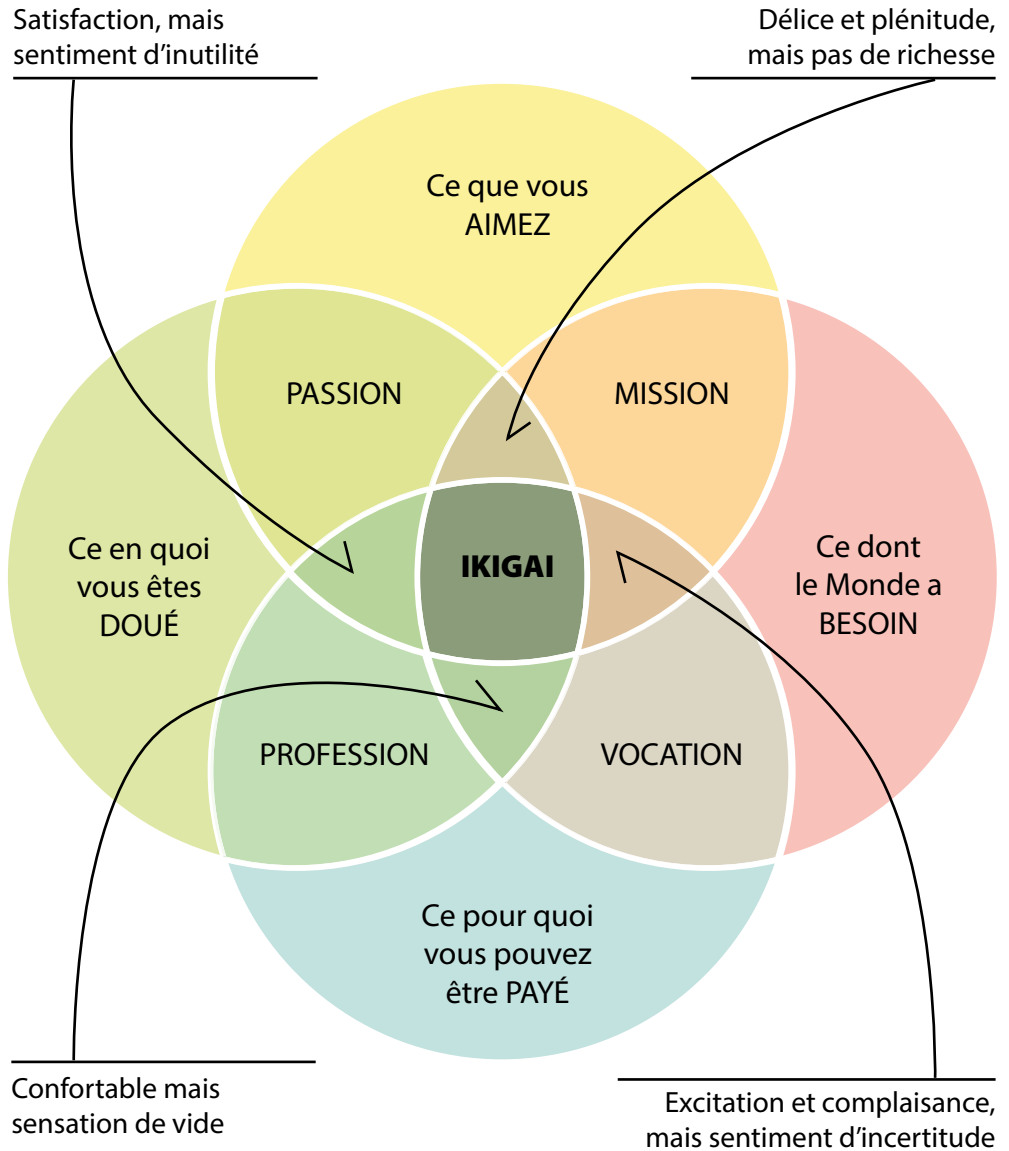 Satisfaction, mais
sentiment d’inutilité
Délice et plénitude,
mais pas de richesse
Ce que vous
AIMEZ
PASSION
MISSION
Ce en quoi
vous êtes
DOUÉ
IKIGAI
Ce dont
le Monde a
BESOIN
PROFESSION
VOCATION
Ce pour quoi
vous pouvez
être PAYÉ
Confortable mais
sensation de vide
Excitation et complaisance,
mais sentiment d’incertitude